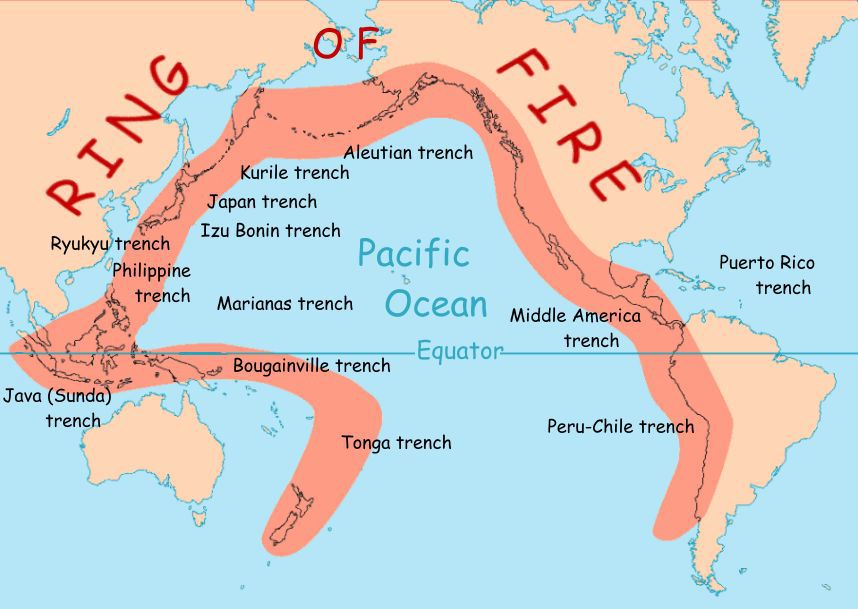 RING
OF
FIRE
Aleutian trench
Kurile trench
Japan trench
Izu Bonin trench
Ryukyu trench
Philippine
trench
Marianas trench
Pacific
Ocean
Puerto Rico
trench
Middle America
trench
Equator
Bougainville trench
Java (Sunda)
trench
Tonga trench
Peru-Chile trench